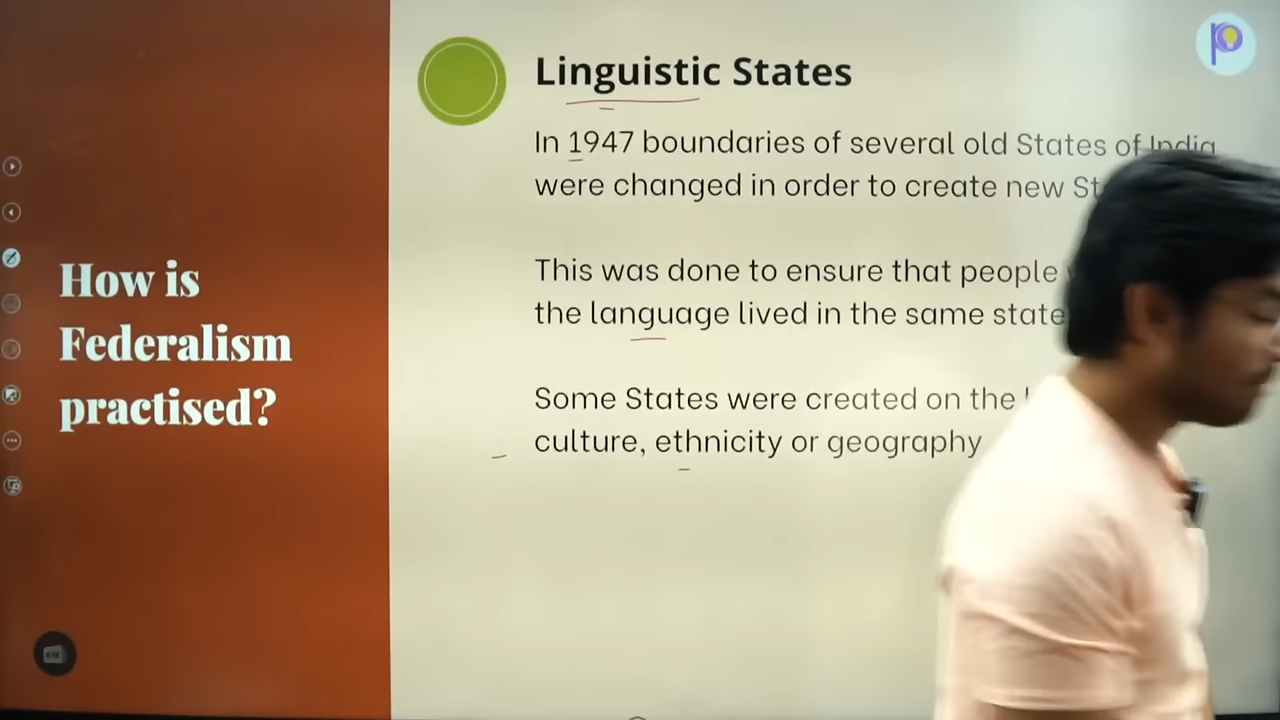 Linguistic States
In 1947 boundaries of several old States of India
were changed in order to create new
This was done to ensure that people
the language lived in the same state
Some States were created on the
culture, ethnicity or geography
How is
Federalism
practised?